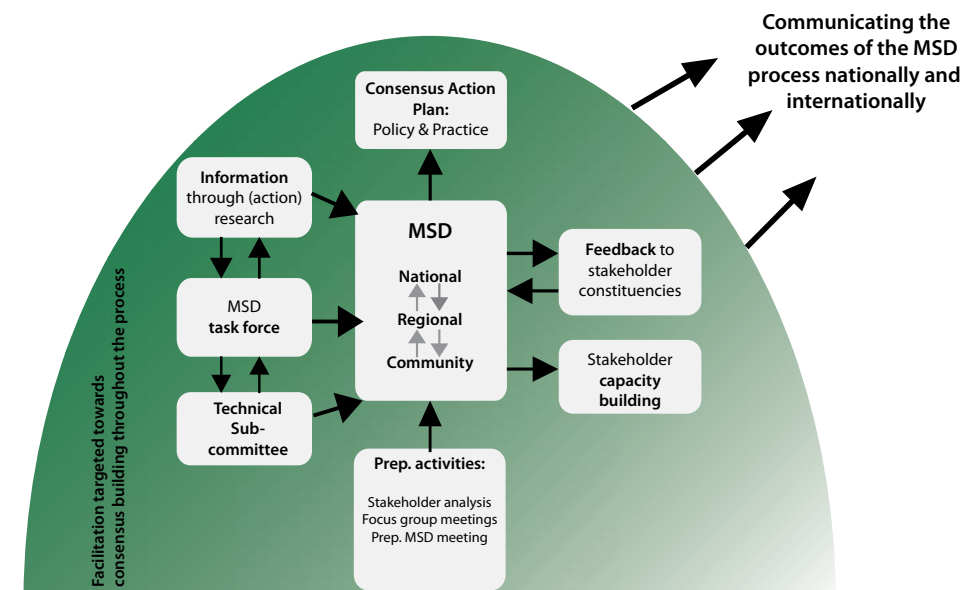 Communicating the
outcomes of the MSD
process nationally and
internationally
Consensus Action
Plan:
Policy & Practice
Information
through (action)
research
MSD
National
Regional
Community
Feedback to
stakeholder
constituencies
MSD
task force
Stakeholder
capacity
building
Technical
Sub-
committee
Prep. activities:
Stakeholder analysis
Focus group meetings
Prep. MSD meeting
Facilitation targeted towards
consensus building throughout the process